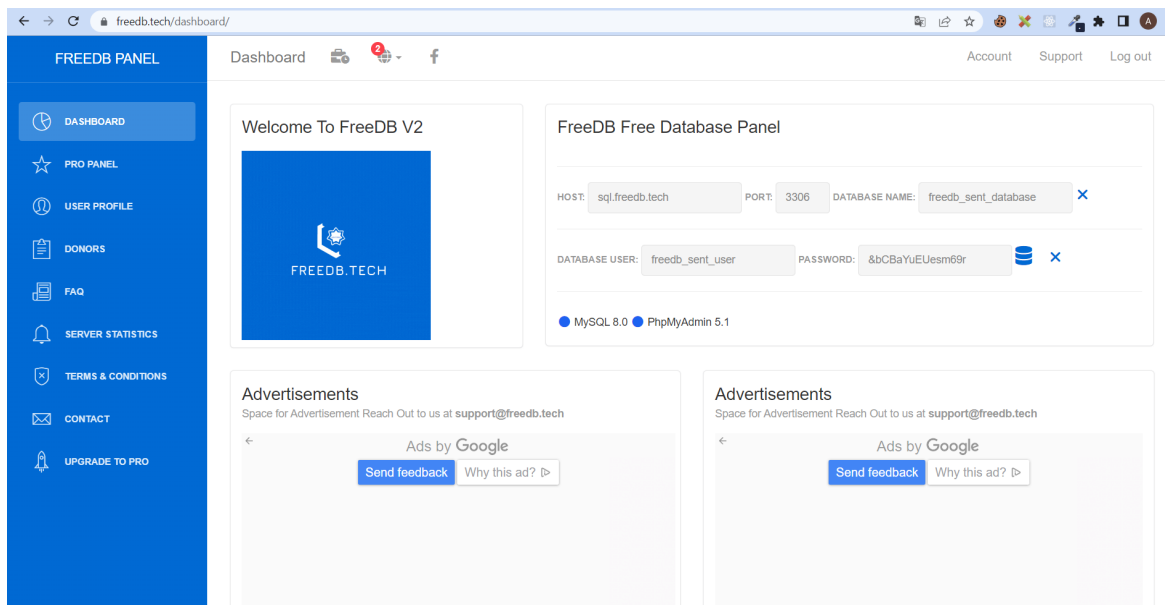 freedb.tech/dashboard/
A
FREEDB PANEL
Dashboard
2
Account Support Log out
DASHBOARD
PRO PANEL
USER PROFILE
DONORS
FAQ
SERVER STATISTICS
TERMS & CONDITIONS
CONTACT
UPGRADE TO PRO
Welcome To FreeDB V2
FREEDB.TECH
FreeDB Free Database Panel
HOST: sql.freedb.tech PORT: 3306 DATABASE NAME: freedb_sent_database
DATABASE USER: freedb_sent_user PASSWORD: &bCBaYuEUesm69r
MySQL 8.0 PhpMyAdmin 5.1
Advertisements
Space for Advertisement Reach Out to us at support@freedb.tech
Ads by Google
Send feedback Why this ad?
Advertisements
Space for Advertisement Reach Out to us at support@freedb.tech
Ads by Google
Send feedback Why this ad?